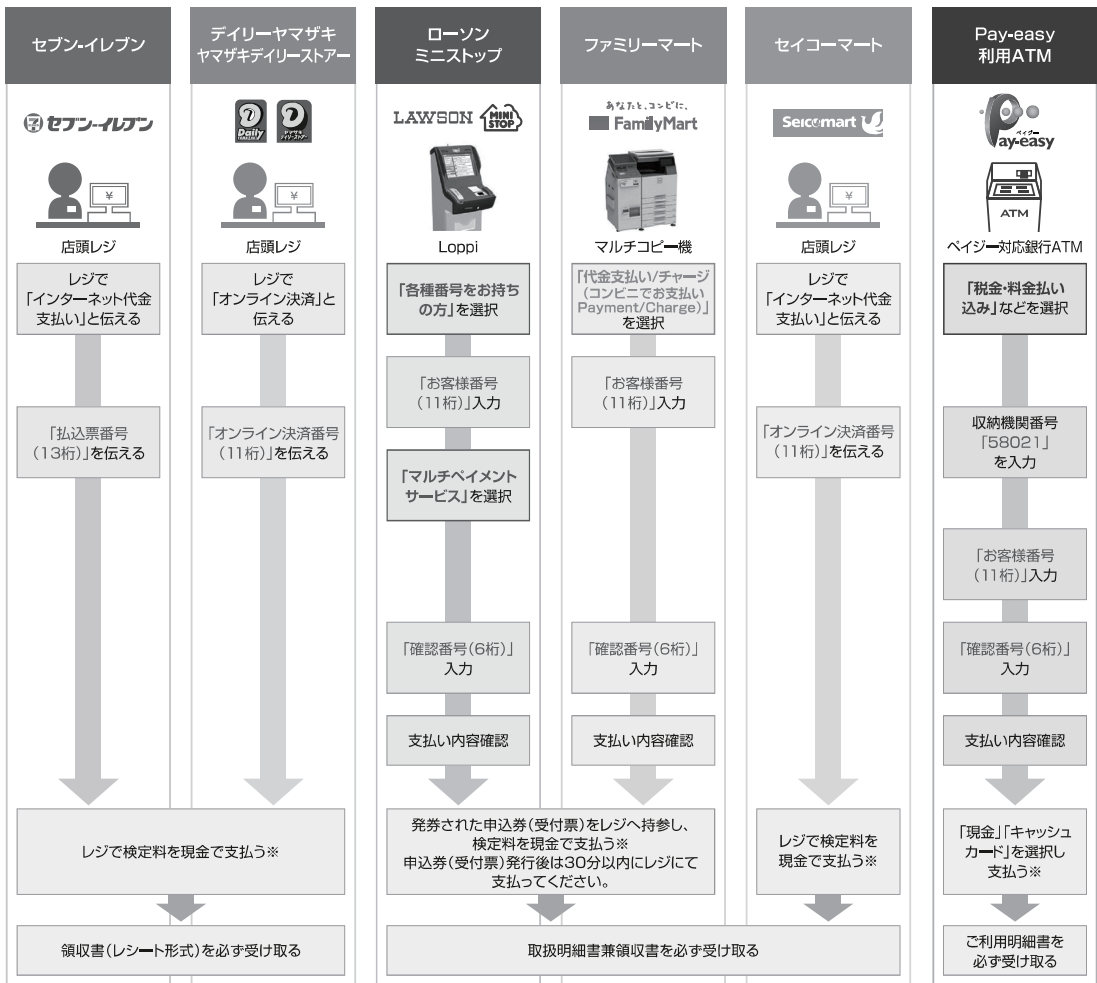 セブン-イレブン
デイリーヤマザキ
ヤマザキデイリーストアー
ローソン
ミニストップ
ファミリーマート
セイコーマート
Pay-easy
利用ATM
セブン-イレブン
Daily
ヤマザキ
デイリーストアー
LAWSON
MINI
STOP
あなたと、コンビに、
FamilyMart
Seicomart
ペイジー
Pay-easy
¥
¥
¥
ATM
店頭レジ
店頭レジ
Loppi
マルチコピー機
店頭レジ
ペイジー対応銀行ATM
レジで
「インターネット代金
支払い」と伝える
レジで
「オンライン決済」と
伝える
「各種番号をお持ち
の方」を選択
「代金支払い/チャージ
(コンビニでお支払い
Payment/Charge)」
を選択
レジで
「インターネット代金
支払い」と伝える
「税金・料金払い
込み」などを選択
「お客様番号
(11桁)」入力
「お客様番号
(11桁)」入力
「払込票番号
(13桁)」を伝える
「オンライン決済番号
(11桁)」を伝える
「オンライン決済番号
(11桁)」を伝える
収納機関番号
「58021」
を入力
「マルチペイメント
サービス」を選択
「お客様番号
(11桁)」入力
「確認番号(6桁)」
入力
「確認番号(6桁)」
入力
「確認番号(6桁)」
入力
支払い内容確認
支払い内容確認
支払い内容確認
レジで検定料を現金で支払う※
発券された申込券(受付票)をレジへ持参し、
検定料を現金で支払う※
申込券(受付票)発行後は30分以内にレジにて
支払ってください。
レジで検定料を
現金で支払う※
「現金」「キャッシュ
カード」を選択し
支払う※
領収書(レシート形式)を必ず受け取る
取扱明細書兼領収書を必ず受け取る
ご利用明細書を
必ず受け取る